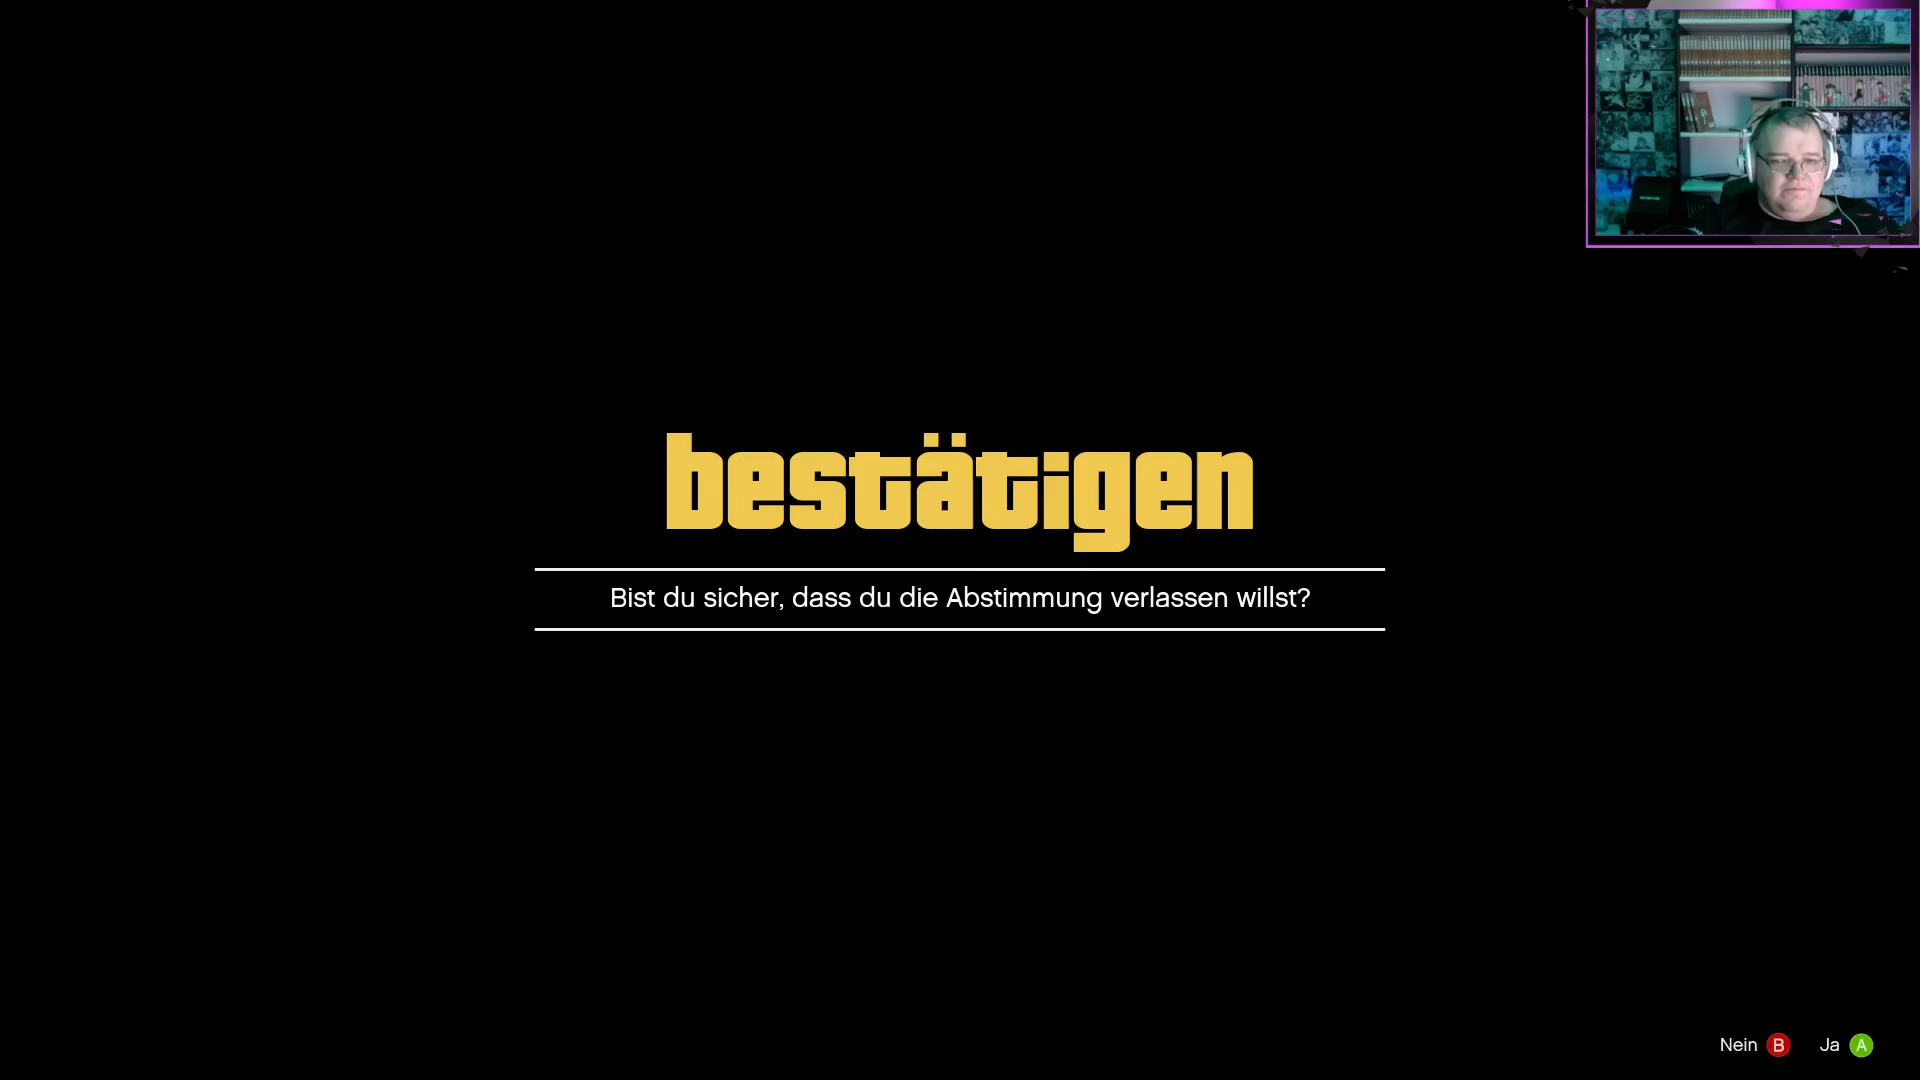 bestätigen
Bist du sicher, dass du die Abstimmung verlassen willst?
Nein B Ja A